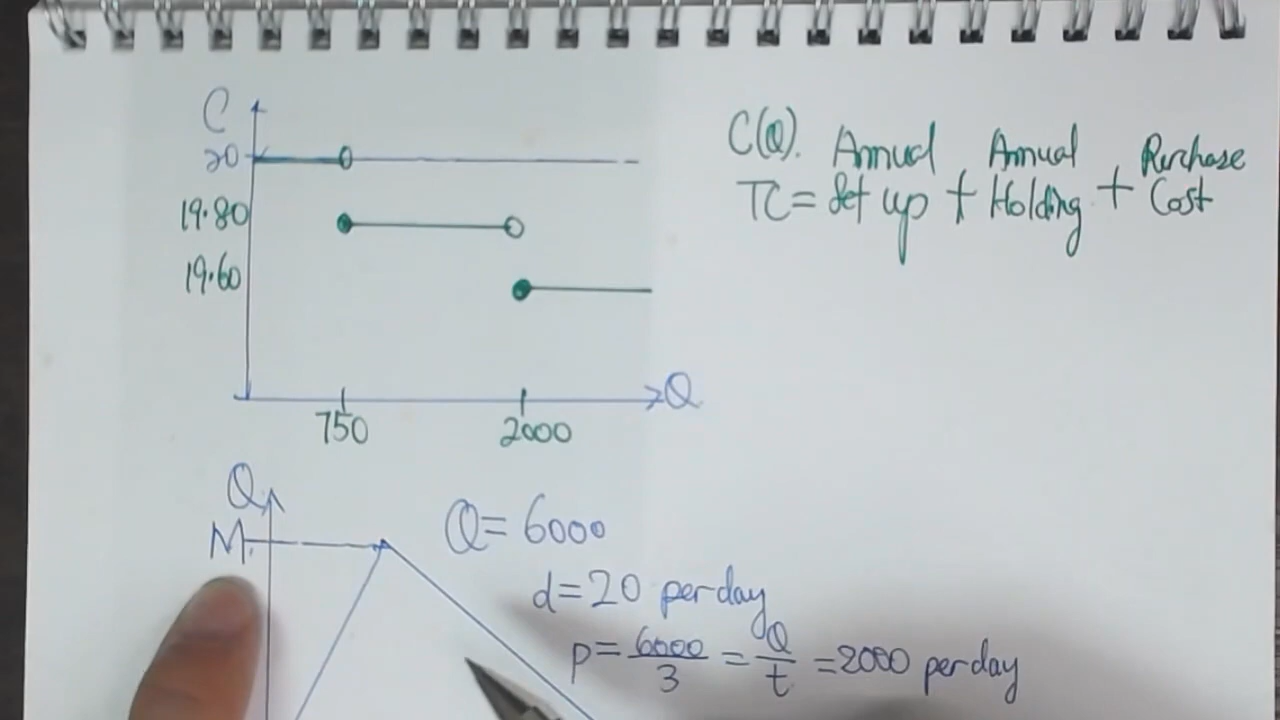 C
20
19.80
19.60
750
2000
Q
C(Q). Annual Annual Purchase
TC = Set up + Holding + Cost
Q
M.
Q = 6000
d = 20 per day
p = 6000/3 = Q/t = 2000 per day